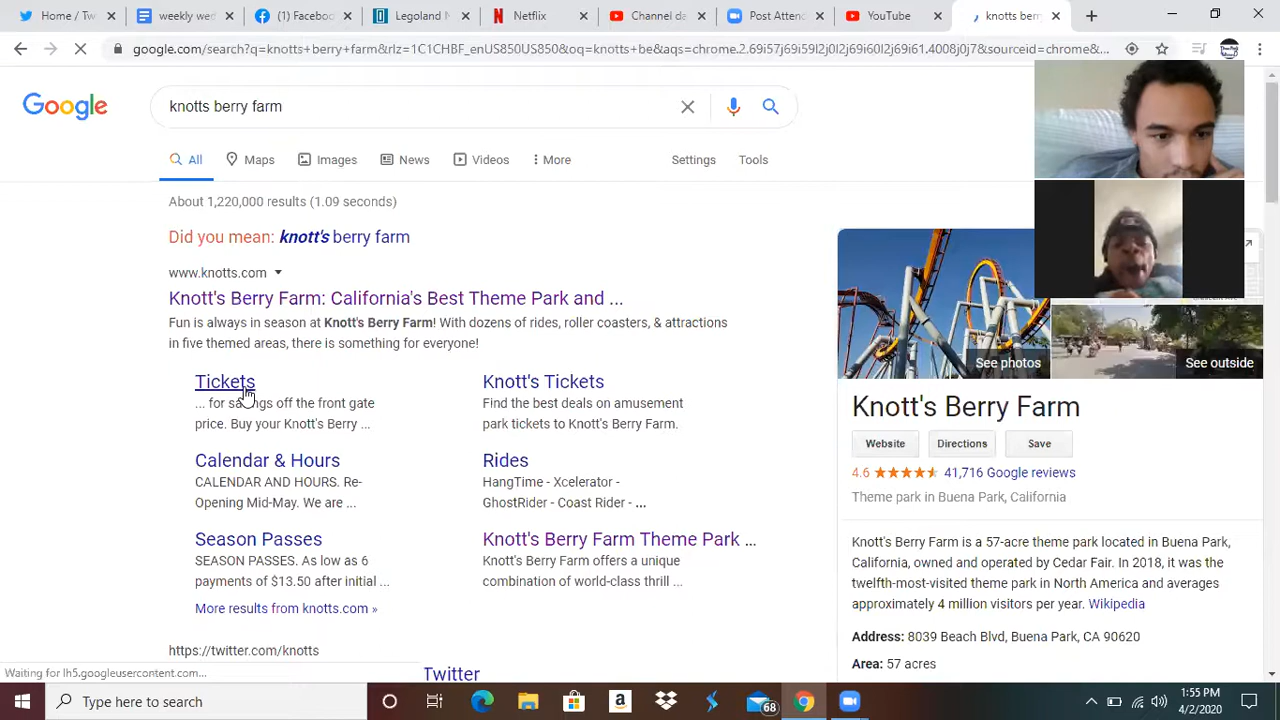 Home / Tw
weekly wed
(1) Faceboo
Legoland N
Netflix
Channel da
Post Attend
YouTube
knotts berr
google.com/search?q=knotts+berry+farm&rlz=1C1CHBF_enUS850US850&oq=knotts+be&aqs=chrome.2.69i57j69i59l2j0l2j69i60l2j69i61.4008j0j7&sourceid=chrome&...
Google
knotts berry farm
All
Maps
Images
News
Videos
More
Settings
Tools
About 1,220,000 results (1.09 seconds)
Did you mean: knott's berry farm
www.knotts.com
Knott's Berry Farm: California's Best Theme Park and ...
Fun is always in season at Knott's Berry Farm! With dozens of rides, roller coasters, & attractions
in five themed areas, there is something for everyone!
Tickets
... for savings off the front gate
price. Buy your Knott's Berry ...
Knott's Tickets
Find the best deals on amusement
park tickets to Knott's Berry Farm.
Calendar & Hours
CALENDAR AND HOURS. Re-
Opening Mid-May. We are ...
Rides
HangTime - Xcelerator -
GhostRider - Coast Rider - ...
Season Passes
SEASON PASSES. As low as 6
payments of $13.50 after initial ...
Knott's Berry Farm Theme Park ...
Knott's Berry Farm offers a unique
combination of world-class thrill ...
More results from knotts.com »
https://twitter.com/knotts
Twitter
See photos
See outside
Knott's Berry Farm
Website
Directions
Save
4.6
41,716 Google reviews
Theme park in Buena Park, California
Knott's Berry Farm is a 57-acre theme park located in Buena Park,
California, owned and operated by Cedar Fair. In 2018, it was the
twelfth-most-visited theme park in North America and averages
approximately 4 million visitors per year. Wikipedia
Address: 8039 Beach Blvd, Buena Park, CA 90620
Area: 57 acres
Waiting for lh5.googleusercontent.com...
Type here to search
68
1:55 PM
4/2/2020